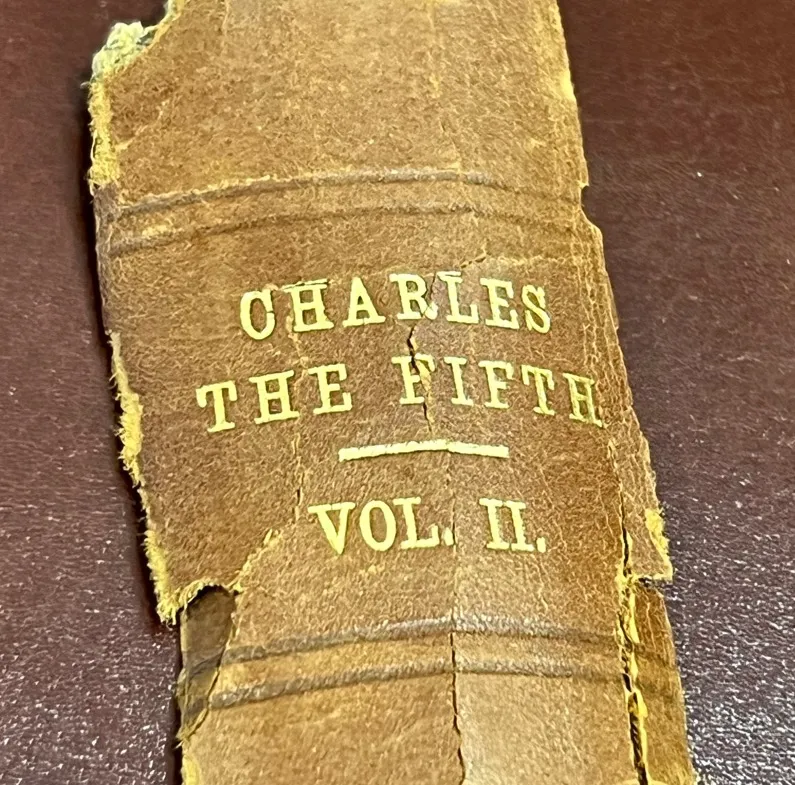 CHARLES
THE FIFTH
VOL. II.